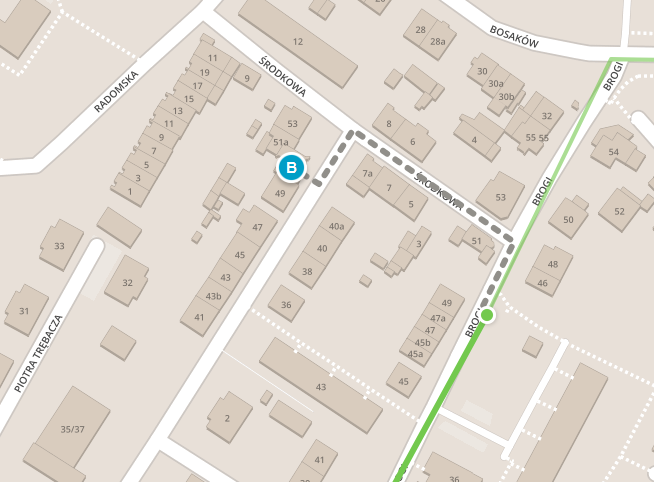 28
28a
BOSAKÓW
12
BROGI
11
19
9
17
15
13
11
9
7
5
3
1
RADOMSKA
ŚRODKOWA
30
30a
30b
32
55 55
8
6
4
54
53
51a
49
7a
7
5
ŚRODKOWA
53
BROGI
50
52
B
47
45
43
43b
41
40a
40
38
36
3
51
48
46
33
32
31
PIOTRA TRĘBACZA
49
47a
47
45b
45a
45
BROGI
43
2
35/37
41
36